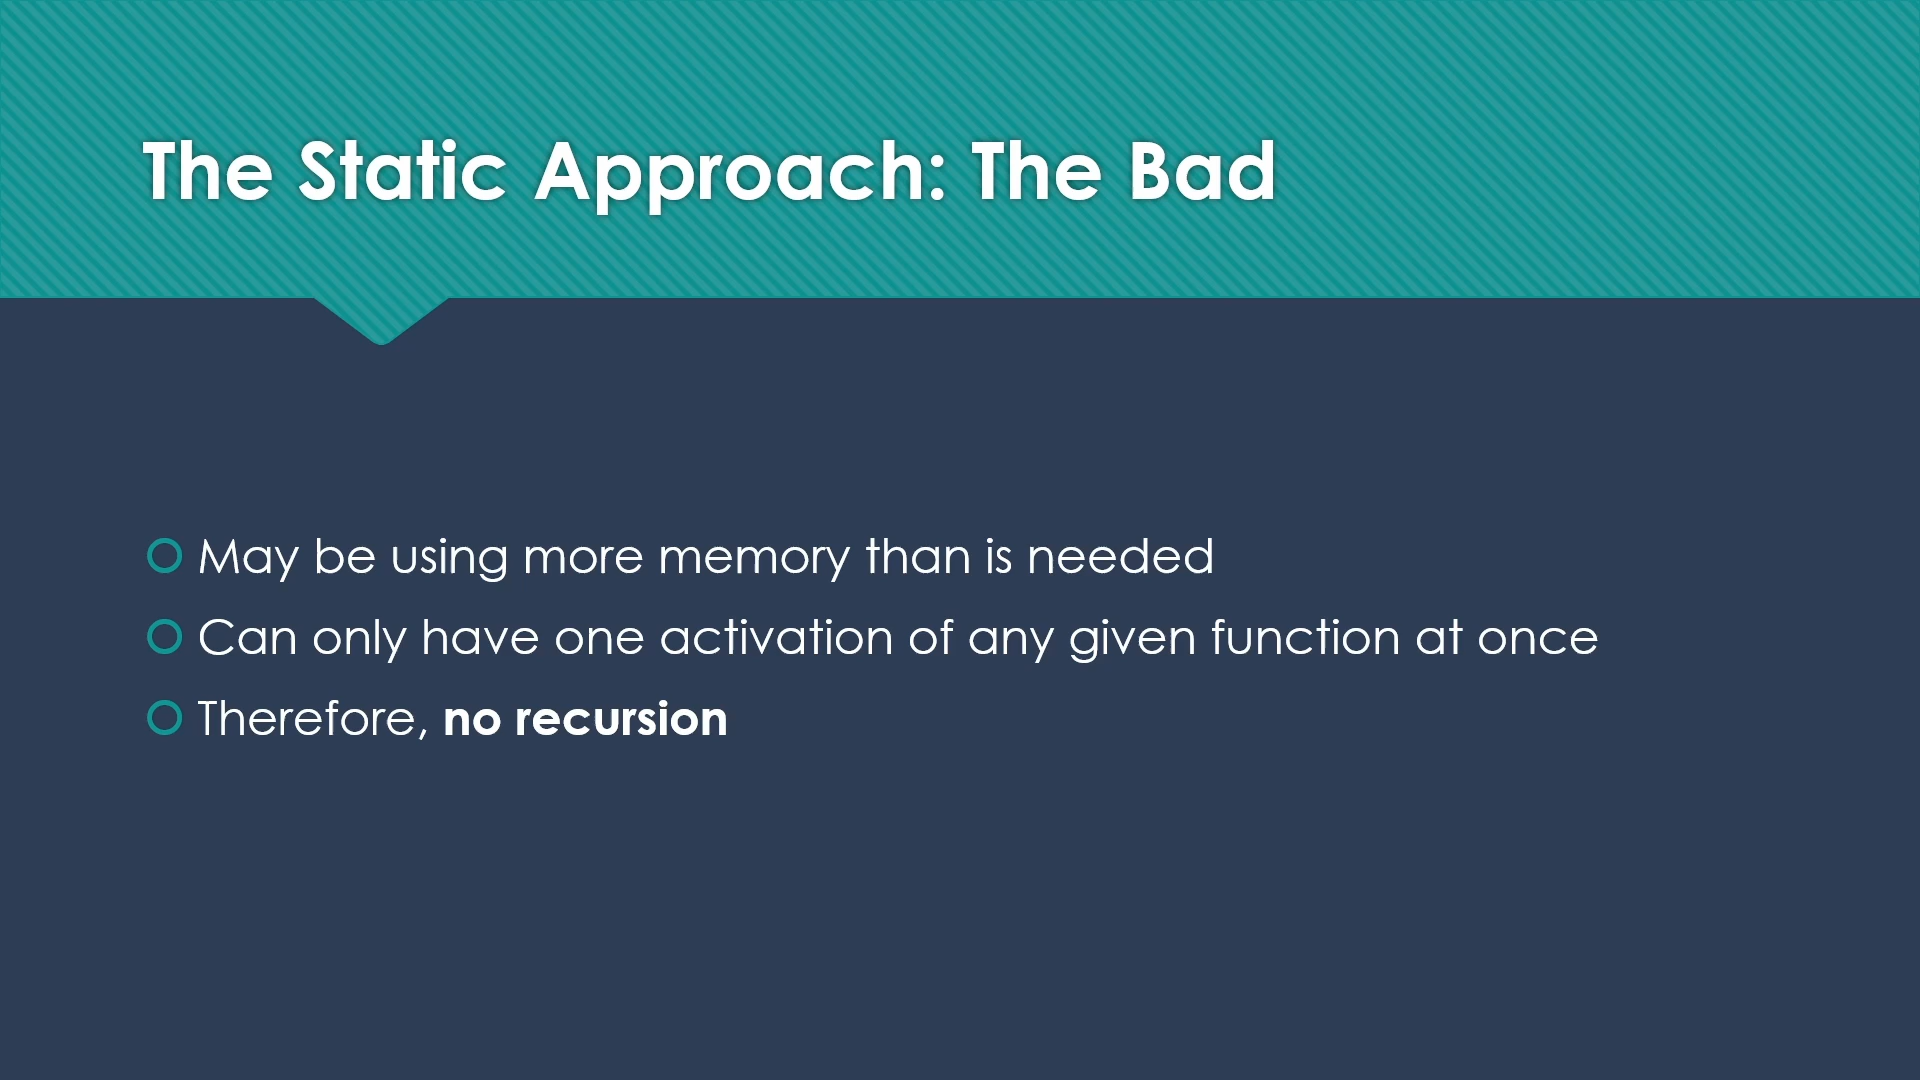 The Static Approach: The Bad
May be using more memory than is needed
Can only have one activation of any given function at once
Therefore, no recursion